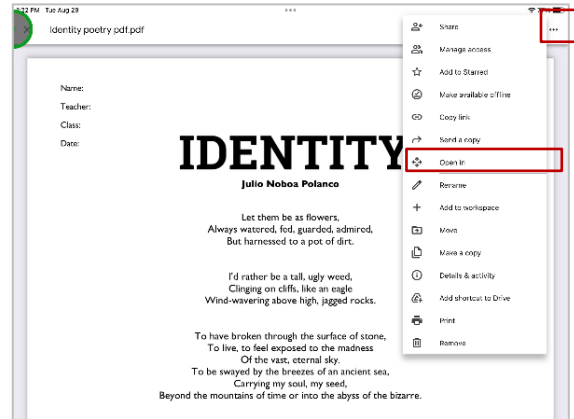 Tue Aug 29
Identity poetry pdf.pdf
Share
Manage access
Add to Starred
Make available offline
Copy link
Send a copy
Open in
Rename
Add to workspace
Move
Make a copy
Details & activity
Add shortcut to Drive
Print
Remove
Name:
Teacher:
Class:
Date:
IDENTITY
Julio Noboa Polanco
Let them be as flowers,
Always watered, fed, guarded, admired,
But harnessed to a pot of dirt.
I'd rather be a tall, ugly weed,
Clinging on cliffs, like an eagle
Wind-wavering above high, jagged rocks.
To have broken through the surface of stone,
To live, to feel exposed to the madness
Of the vast, eternal sky.
To be swayed by the breezes of an ancient sea,
Carrying my soul, my seed,
Beyond the mountains of time or into the abyss of the bizarre.